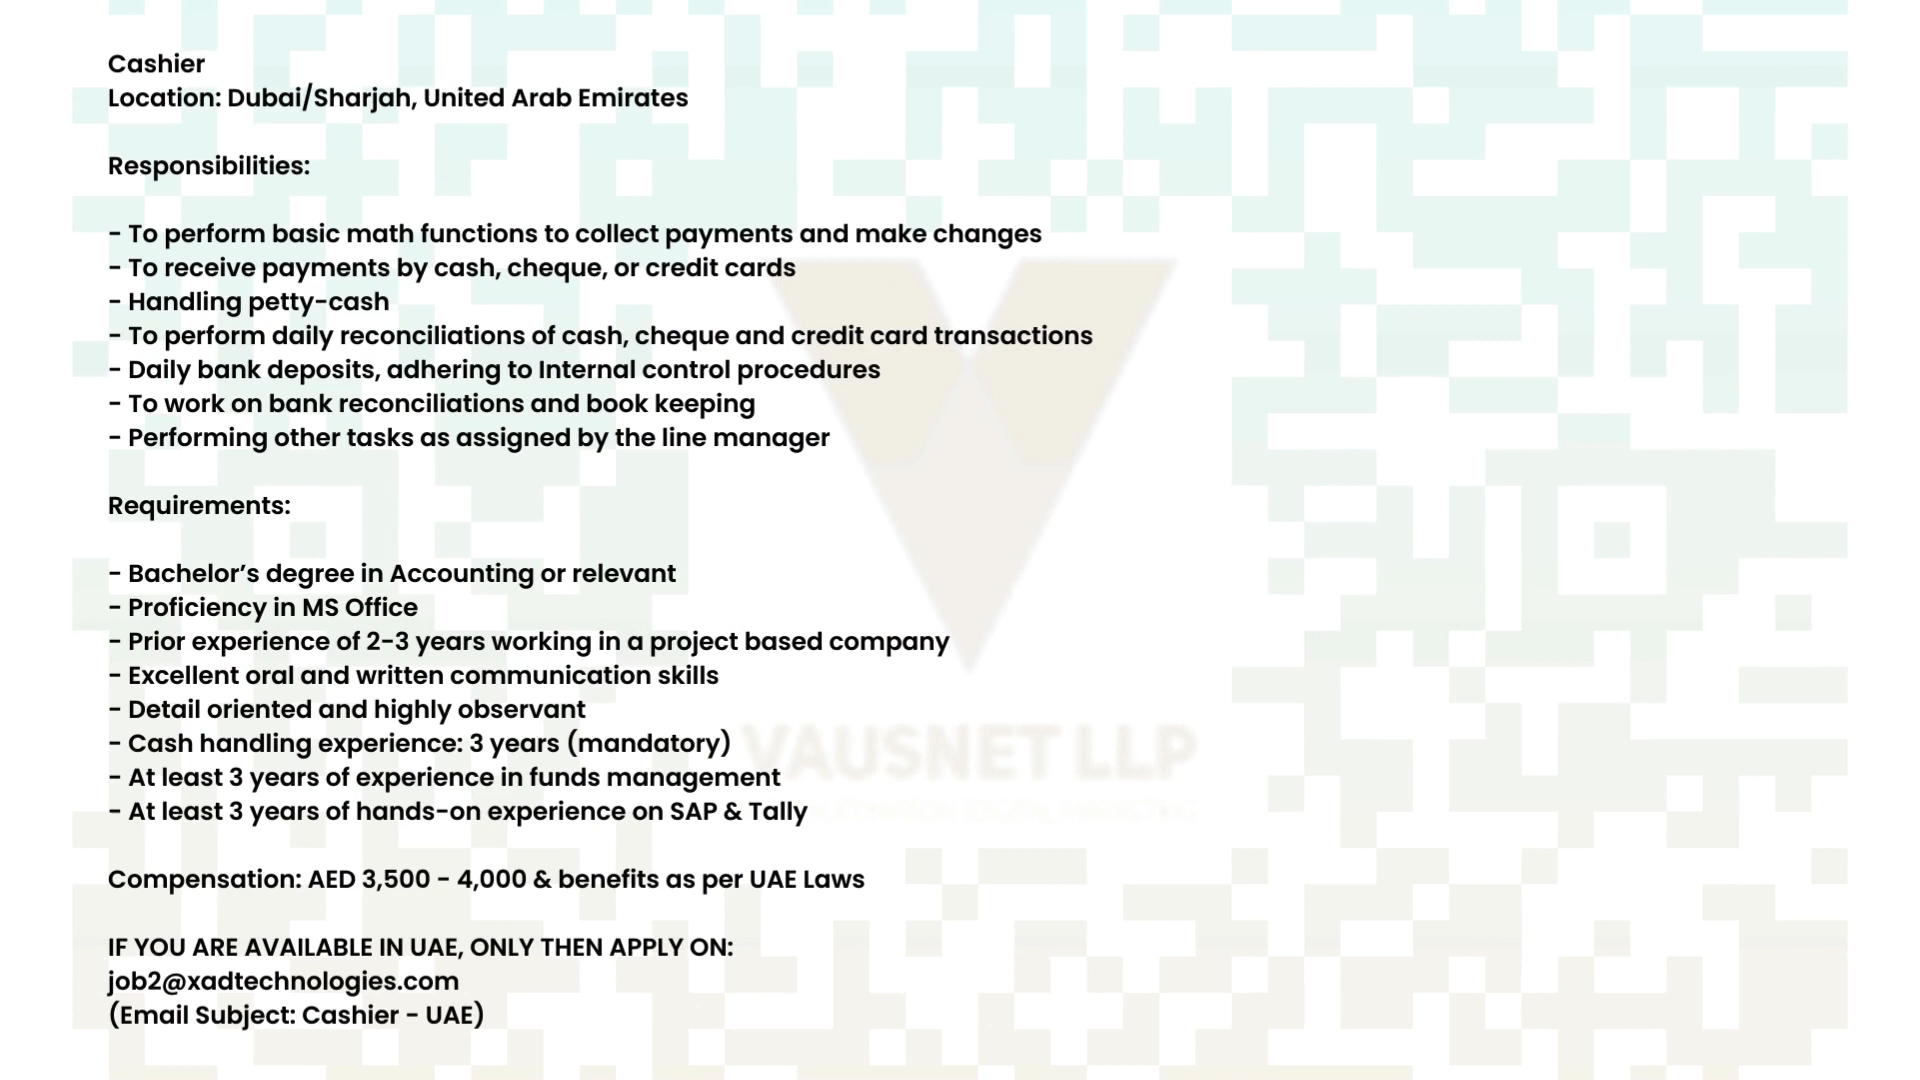 Cashier
Location: Dubai/Sharjah, United Arab Emirates
Responsibilities:
- To perform basic math functions to collect payments and make changes
- To receive payments by cash, cheque, or credit cards
- Handling petty-cash
- To perform daily reconciliations of cash, cheque and credit card transactions
- Daily bank deposits, adhering to Internal control procedures
- To work on bank reconciliations and book keeping
- Performing other tasks as assigned by the line manager
Requirements:
- Bachelor’s degree in Accounting or relevant
- Proficiency in MS Office
- Prior experience of 2-3 years working in a project based company
- Excellent oral and written communication skills
- Detail oriented and highly observant
- Cash handling experience: 3 years (mandatory)
- At least 3 years of experience in funds management
- At least 3 years of hands-on experience on SAP & Tally
VAUSNET LLP
Compensation: AED 3,500 - 4,000 & benefits as per UAE Laws
IF YOU ARE AVAILABLE IN UAE, ONLY THEN APPLY ON:
job2@xadtechnologies.com
(Email Subject: Cashier - UAE)